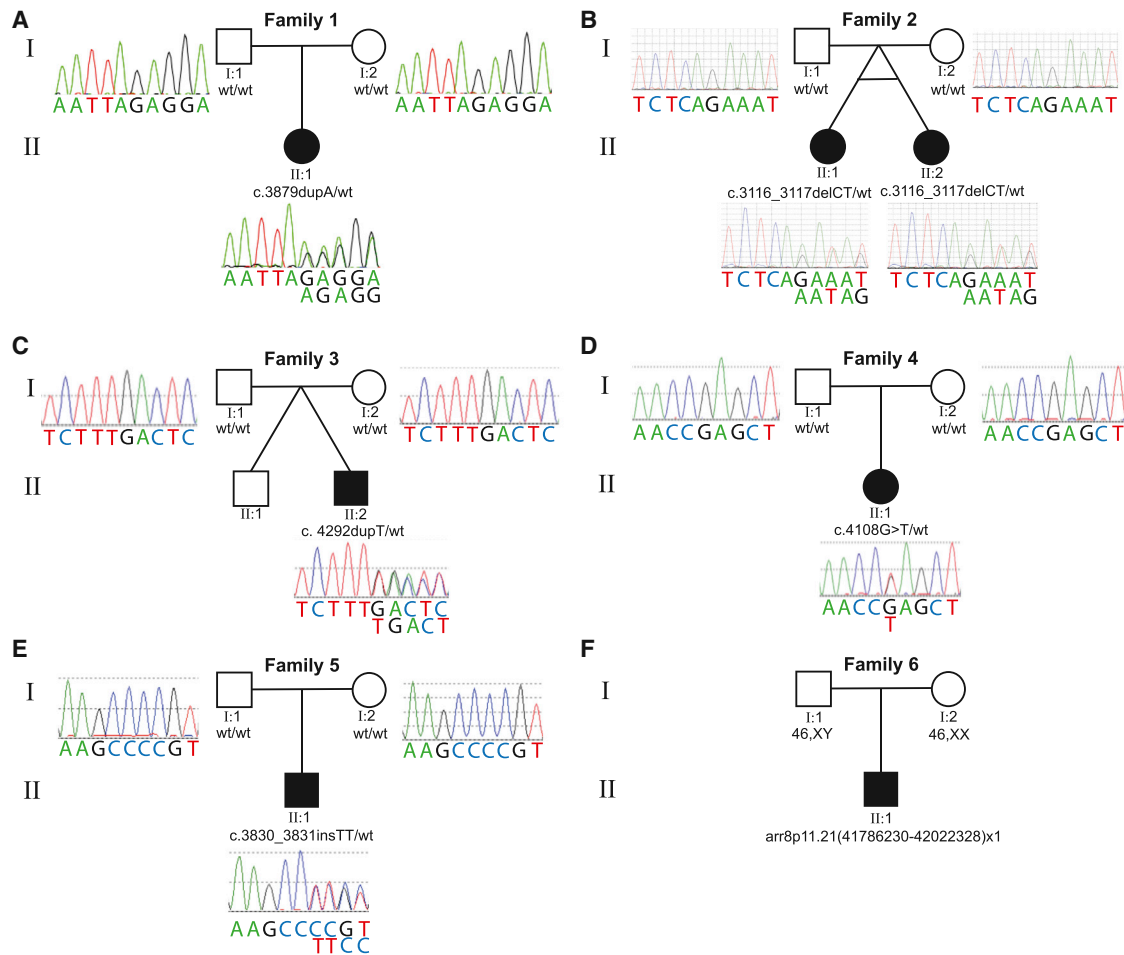 A
Family 1
I
I:1
wt/wt
I:2
wt/wt
AATTAGAGGA
AATTAGAGGA
II
II:1
c.3879dupA/wt
AATTAGAGGA
AGAGG
B
Family 2
I
I:1
wt/wt
I:2
wt/wt
TCTCAGAAAT
TCTCAGAAAT
II
II:1
c.3116_3117delCT/wt
II:2
c.3116_3117delCT/wt
TCTCAGAAAT
AATAG
TCTCAGAAAT
AATAG
C
Family 3
I
I:1
wt/wt
I:2
wt/wt
TCTTTGACTC
TCTTTGACTC
II
II:1
II:2
c. 4292dupT/wt
TCTTTGACTC
TGACT
D
Family 4
I
I:1
wt/wt
I:2
wt/wt
AACCGAGCT
AACCGAGCT
II
II:1
c.4108G>T/wt
AACCGAGCT
T
E
Family 5
I
I:1
wt/wt
I:2
wt/wt
AAGCCCCGT
AAGCCCCGT
II
II:1
c.3830_3831insTT/wt
AAGCCCCGT
TTCC
F
Family 6
I
I:1
46,XY
I:2
46,XX
II
II:1
arr8p11.21(41786230-42022328)x1